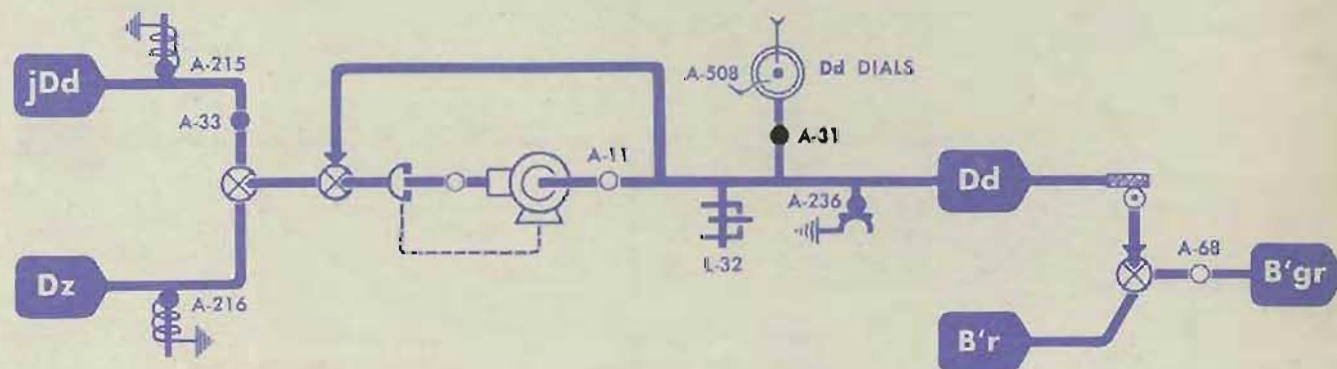 jDd
A-215
A-33
A-508
Dd DIALS
A-31
A-11
Dd
A-236
L-32
A-68
B'gr
Dz
A-216
B'r